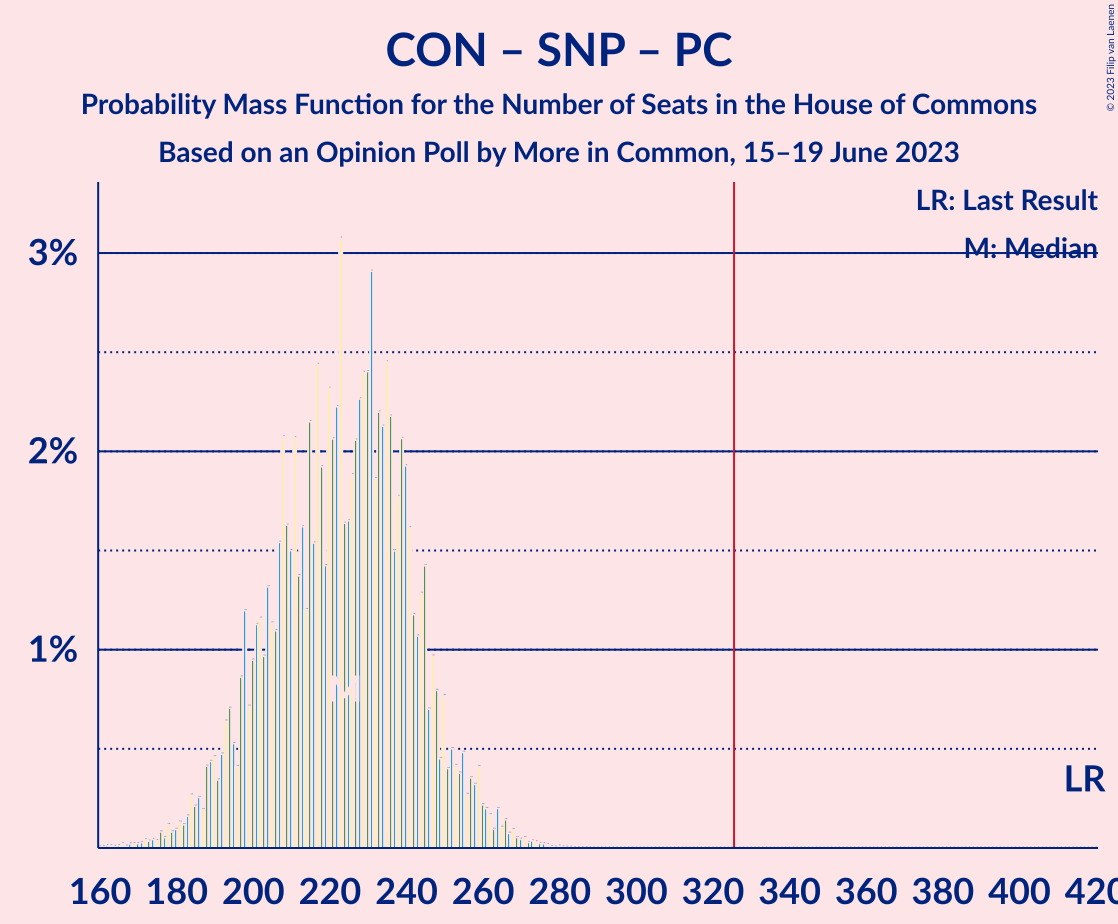 CON – SNP – PC
Probability Mass Function for the Number of Seats in the House of Commons
Based on an Opinion Poll by More in Common, 15–19 June 2023
© 2023 Filip van Laenen
LR: Last Result
M: Median
3%
2%
1%
M
LR
160 180 200 220 240 260 280 300 320 340 360 380 400 420